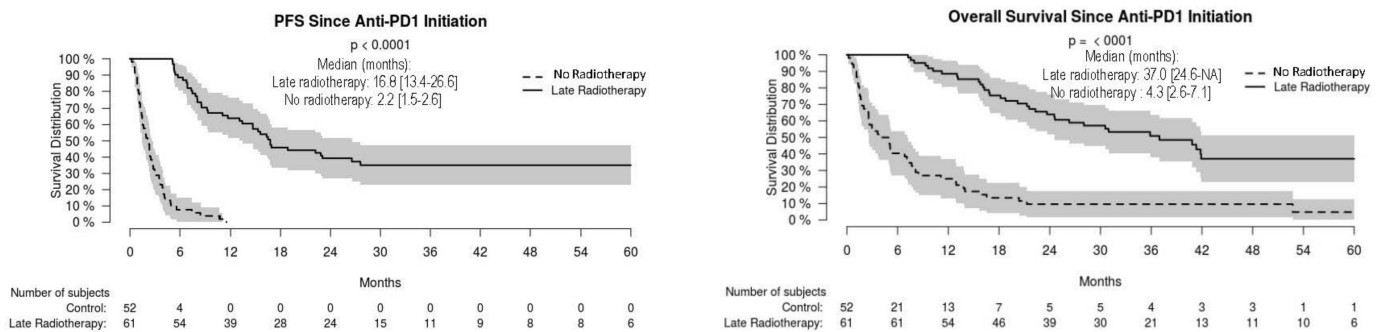 PFS Since Anti-PD1 Initiation
p < 0.0001
Median (months):
Late radiotherapy: 16.8 [13.4-26.6]
No radiotherapy: 2.2 [1.5-2.6]
No Radiotherapy
Late Radiotherapy
Survival Distribution
100 %
90 %
80 %
70 %
60 %
50 %
40 %
30 %
20 %
10 %
0 %
0 6 12 18 24 30 36 42 48 54 60
Months
Number of subjects
Control: 52 4 0 0 0 0 0 0 0 0 0
Late Radiotherapy: 61 54 39 28 24 15 11 9 8 8 6
Overall Survival Since Anti-PD1 Initiation
p = < 0001
Median (months):
Late radiotherapy: 37.0 [24.6-NA]
No radiotherapy : 4.3 [2.6-7.1]
No Radiotherapy
Late Radiotherapy
Survival Distribution
100 %
90 %
80 %
70 %
60 %
50 %
40 %
30 %
20 %
10 %
0 %
0 6 12 18 24 30 36 42 48 54 60
Months
Number of subjects
Control: 52 21 13 7 5 5 4 3 3 1 1
Late Radiotherapy: 61 61 54 46 39 30 21 13 11 10 6